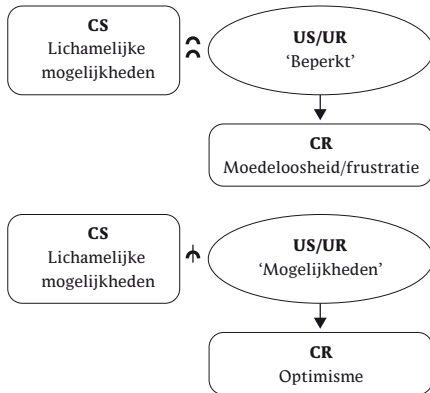 CS
Lichamelijke
mogelijkheden
US/UR
‘Beperkt’
CR
Moedeloosheid/frustratie
CS
Lichamelijke
mogelijkheden
US/UR
‘Mogelijkheden’
CR
Optimisme